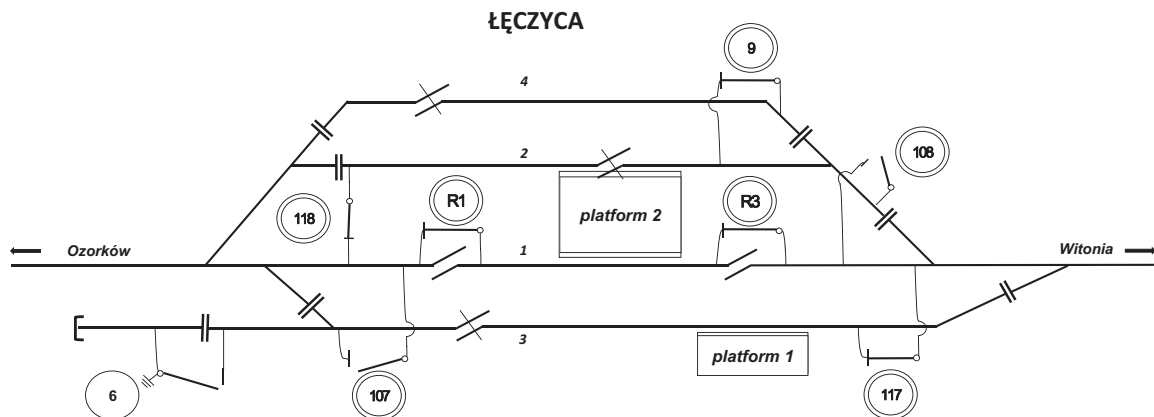 ŁĘCZYCA
9
4
108
2
118
R1
platform 2
R3
Ozorków
1
Witonia
3
platform 1
6
107
117